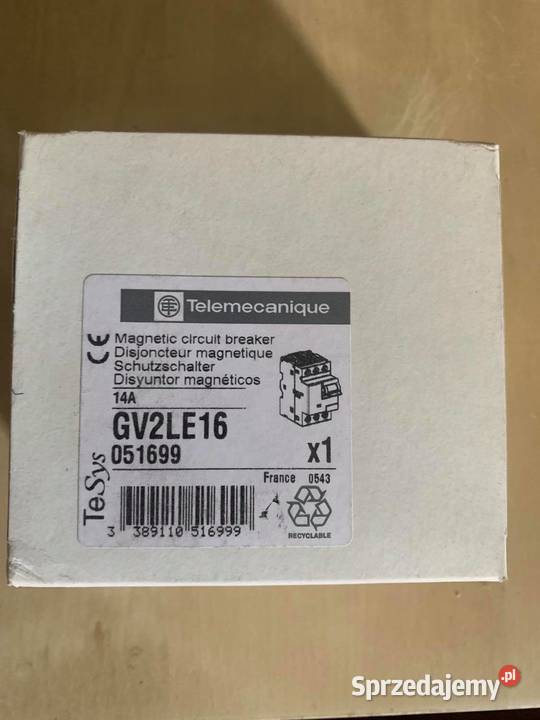 Telemecanique
CE
Magnetic circuit breaker
Disjoncteur magnetique
Schutzschalter
Disyuntor magnéticos
14A
GV2LE16
051699
x1
TeSys
France 0543
3 389110 516999
RECYCLABLE
Sprzedajemy.pl